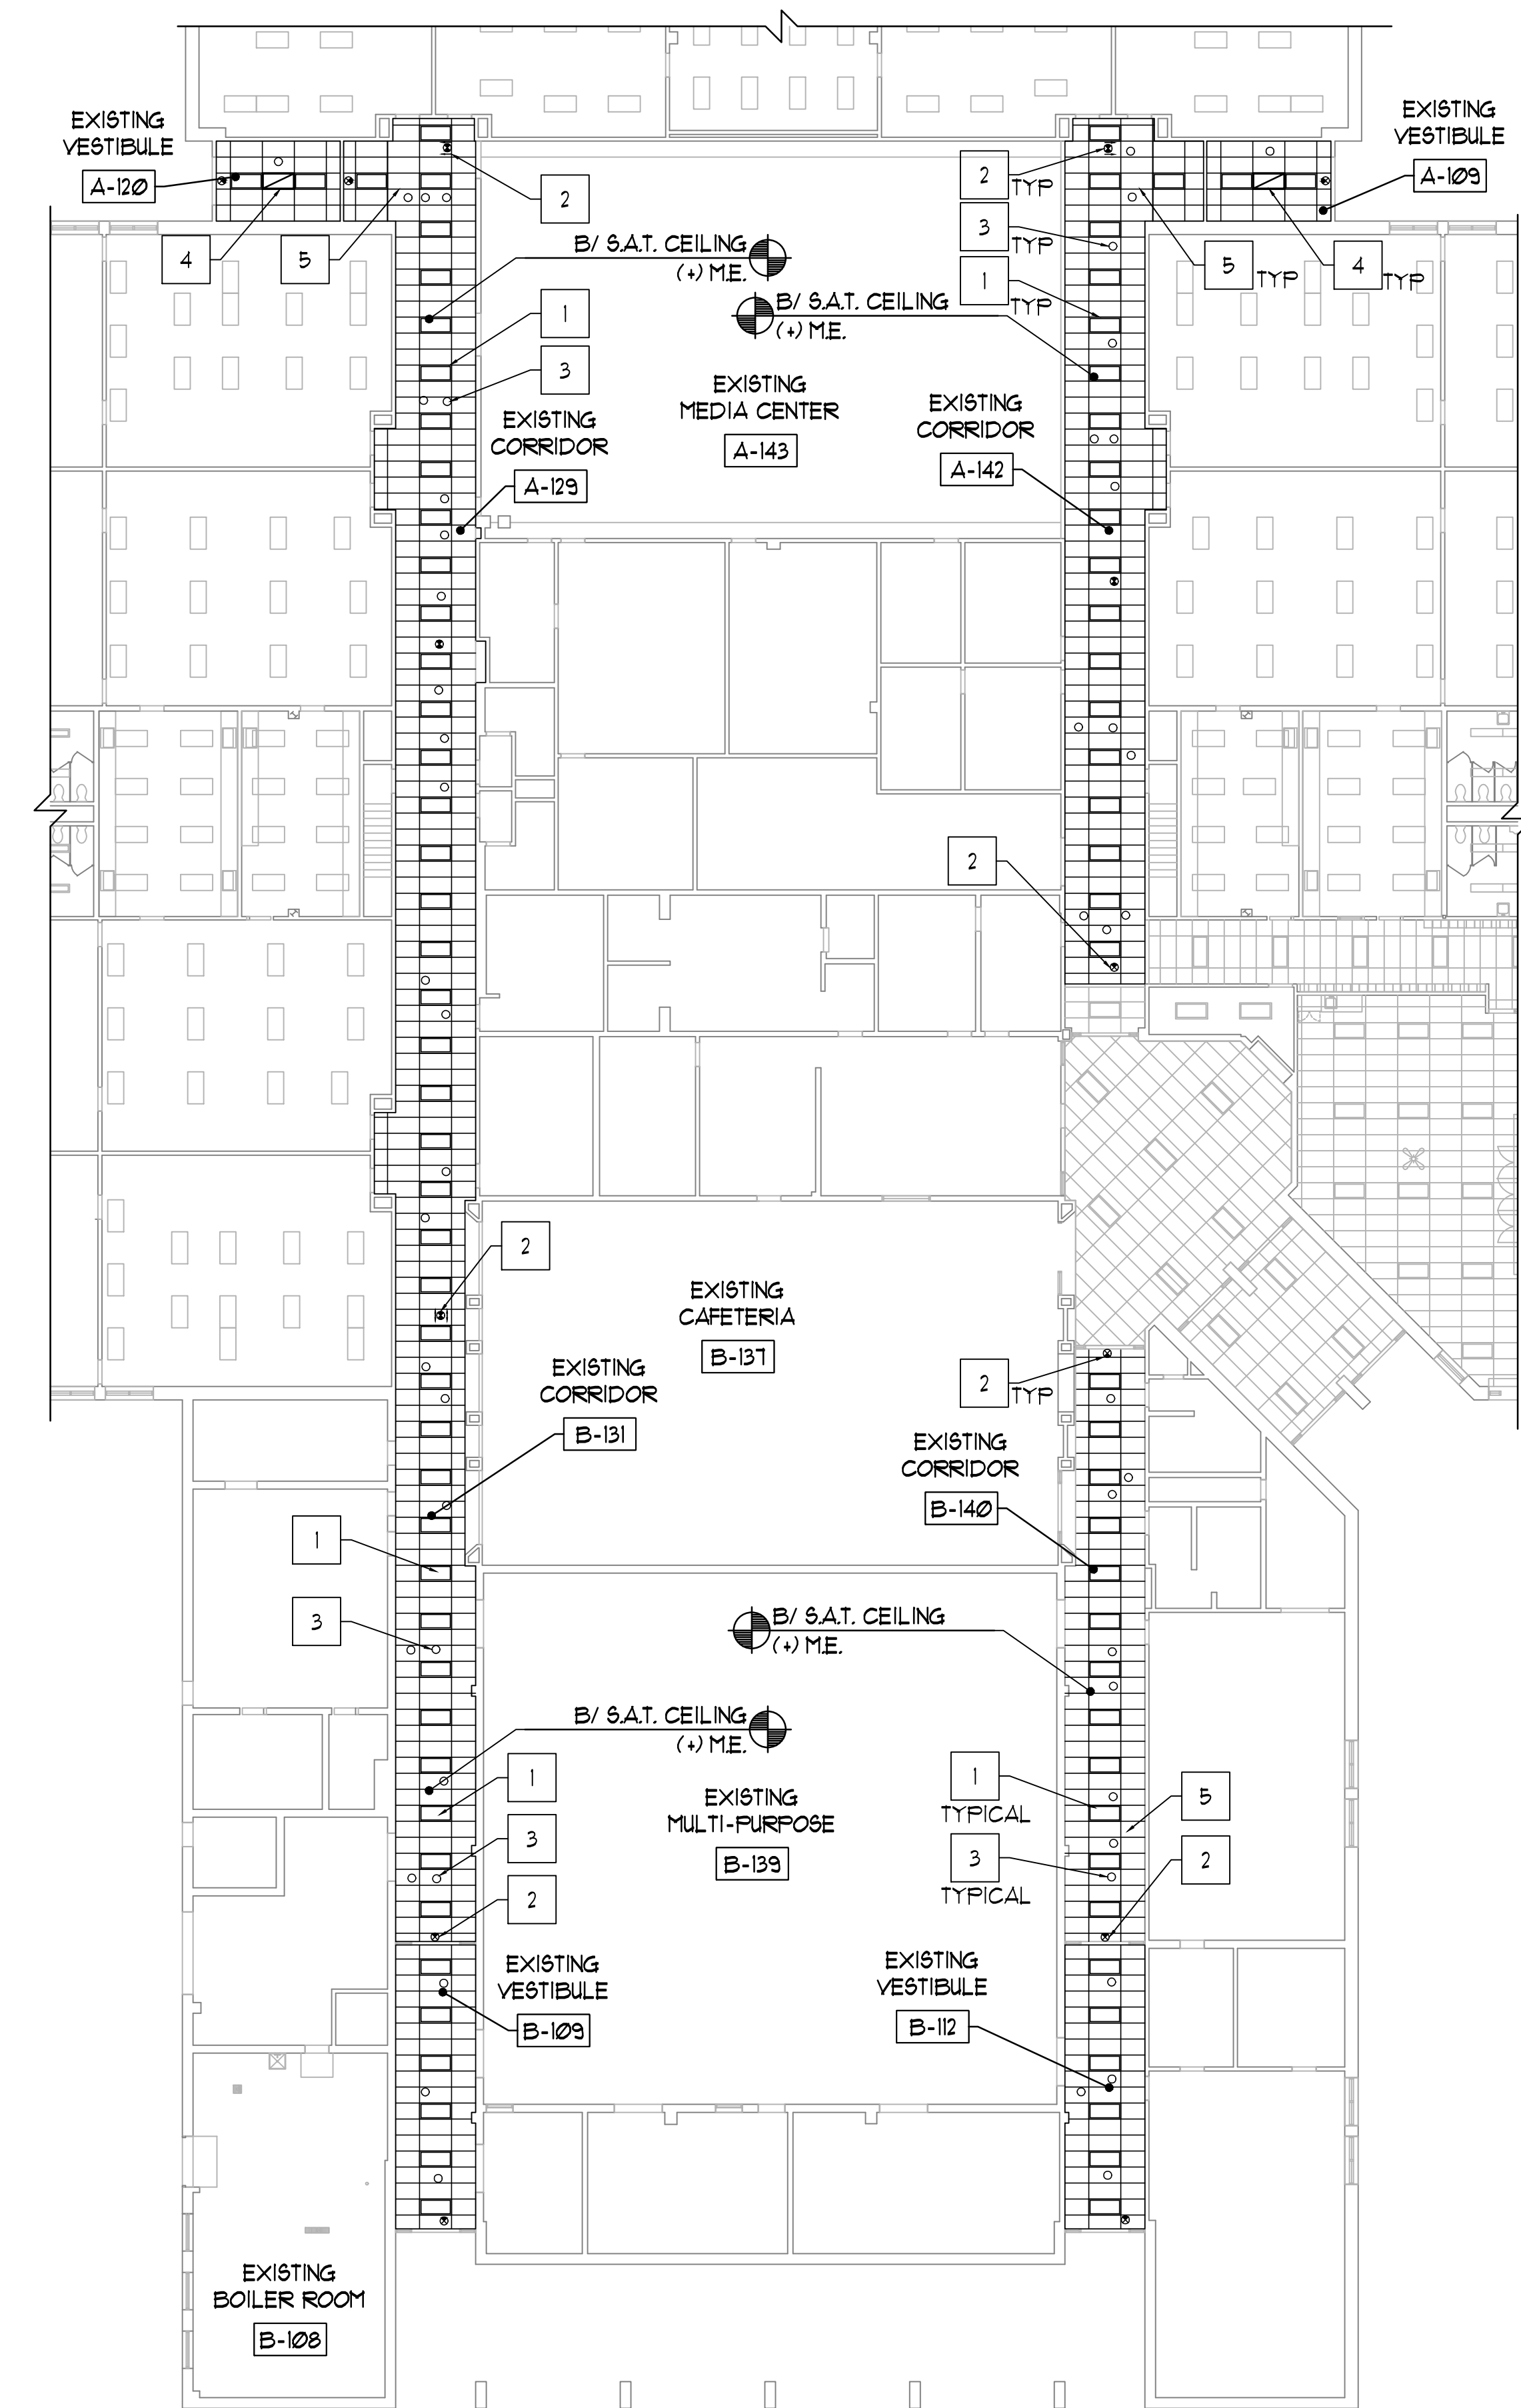 EXISTING
VESTIBULE
A-120
EXISTING
VESTIBULE
A-109
2
2
TYP
3
TYP
1
TYP
4
5
5
TYP
4
TYP
B/ S.A.T. CEILING
(+) M.E.
B/ S.A.T. CEILING
(+) M.E.
1
3
EXISTING
MEDIA CENTER
A-143
EXISTING
CORRIDOR
A-129
EXISTING
CORRIDOR
A-142
2
2
EXISTING
CAFETERIA
B-137
2
TYP
EXISTING
CORRIDOR
B-131
EXISTING
CORRIDOR
B-140
1
3
B/ S.A.T. CEILING
(+) M.E.
B/ S.A.T. CEILING
(+) M.E.
1
3
2
EXISTING
MULTI-PURPOSE
B-139
1
TYPICAL
3
TYPICAL
5
2
EXISTING
VESTIBULE
B-109
EXISTING
VESTIBULE
B-112
EXISTING
BOILER ROOM
B-108